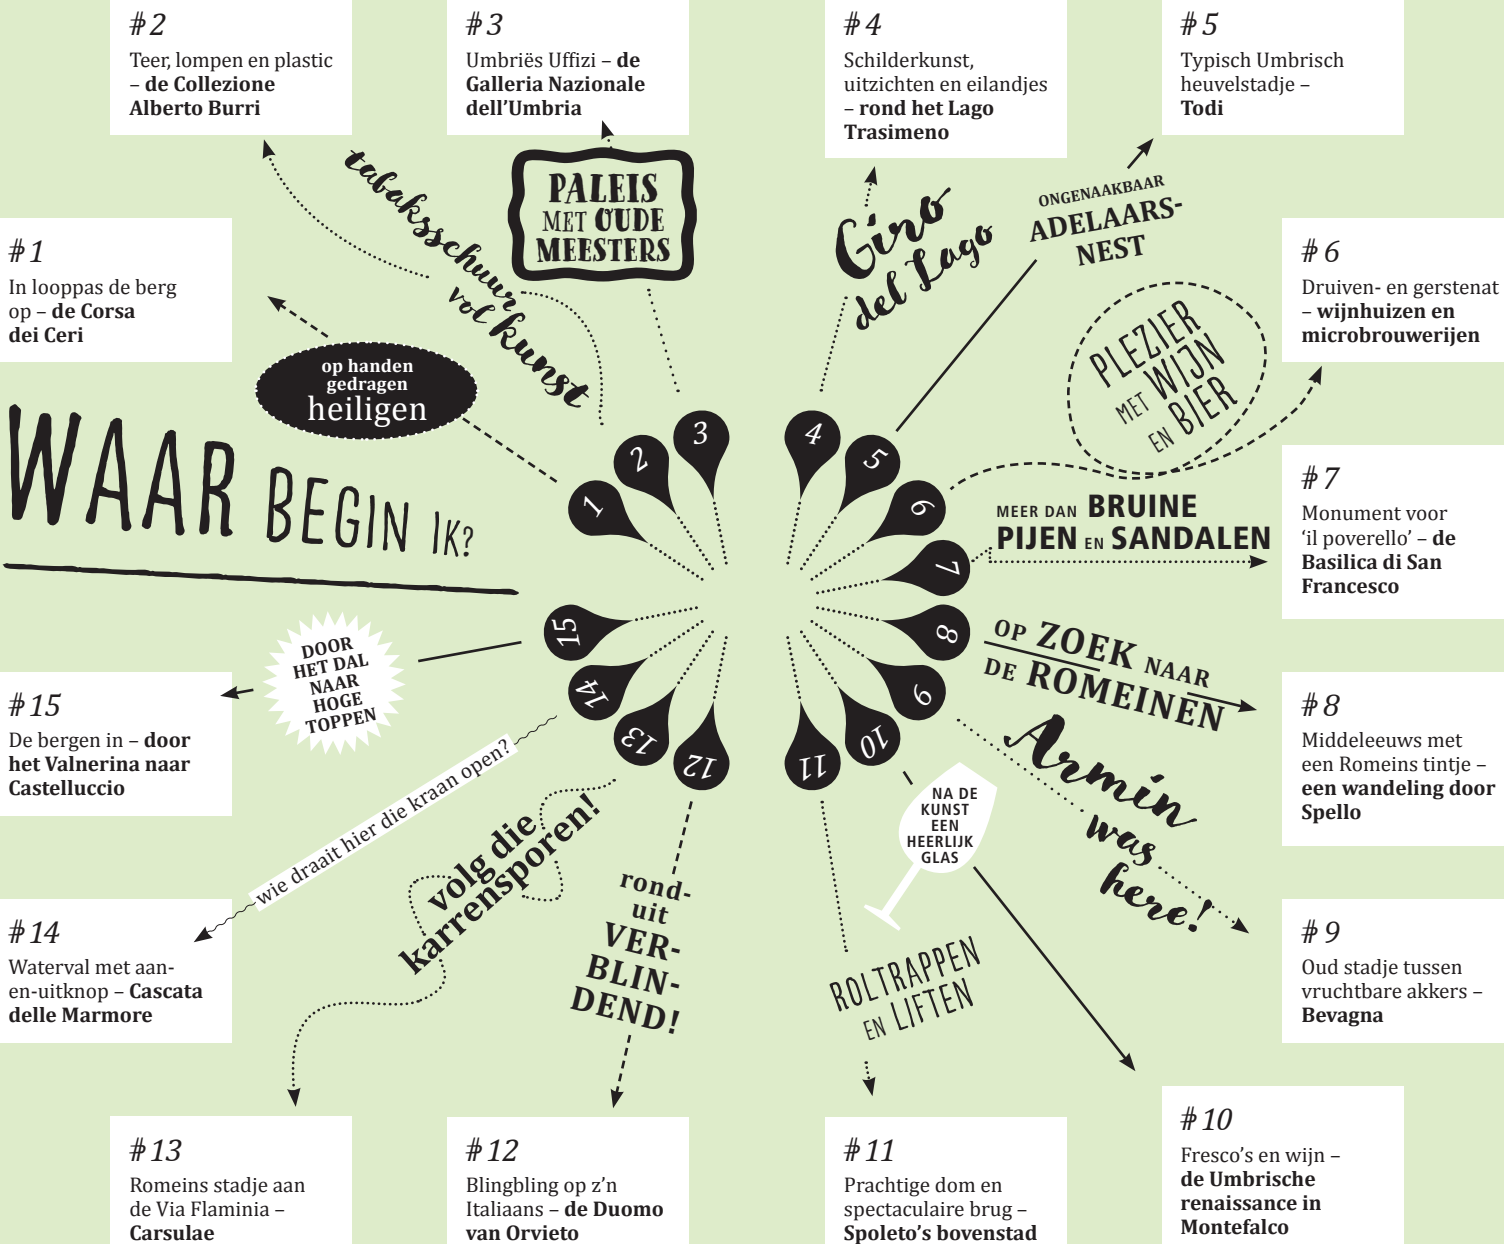 #2
Teer, lompen en plastic
– de Collezione
Alberto Burri
#3
Umbriës Uffizi – de
Galleria Nazionale
dell'Umbria
#4
Schilderkunst,
uitzichten en eilandjes
– rond het Lago
Trasimeno
#5
Typisch Umbrisch
heuvelstadje –
Todi
#1
In looppas de berg
op – de Corsa
dei Ceri
tabaksschuur
vol kunst
PALEIS
MET OUDE
MEESTERS
Giro
del Lago
ONGENAAKBAAR
ADELAARS-
NEST
#6
Druiven- en gerstenat
– wijnhuizen en
microbrouwerijen
op handen
gedragen
heiligen
PLEZIER
MET WIJN
EN BIER
WAAR BEGIN IK?
1
2
3
4
5
6
7
8
9
10
11
12
13
14
15
MEER DAN BRUINE
PIJEN EN SANDALEN
#7
Monument voor
‘il poverello’ – de
Basilica di San
Francesco
DOOR
HET DAL
NAAR
HOGE
TOPPEN
OP ZOEK NAAR
DE ROMEINEN
#15
De bergen in – door
het Valnerina naar
Castelluccio
#8
Middeleeuws met
een Romeins tintje –
een wandeling door
Spello
wie draait hier die kraan open?
volg die
karrensporen!
rond-
uit
VER-
BLIN-
DEND!
NA DE
KUNST
EEN
HEERLIJK
GLAS
Armin
was
here!
ROLTRAPPEN
EN LIFTEN
#14
Waterval met aan-
en-uitknop – Cascata
delle Marmore
#9
Oud stadje tussen
vruchtbare akkers –
Bevagna
#13
Romeins stadje aan
de Via Flaminia –
Carsulae
#12
Blingbling op z’n
Italiaans – de Duomo
van Orvieto
#11
Prachtige dom en
spectaculaire brug –
Spoleto’s bovenstad
#10
Fresco’s en wijn –
de Umbrische
renaissance in
Montefalco